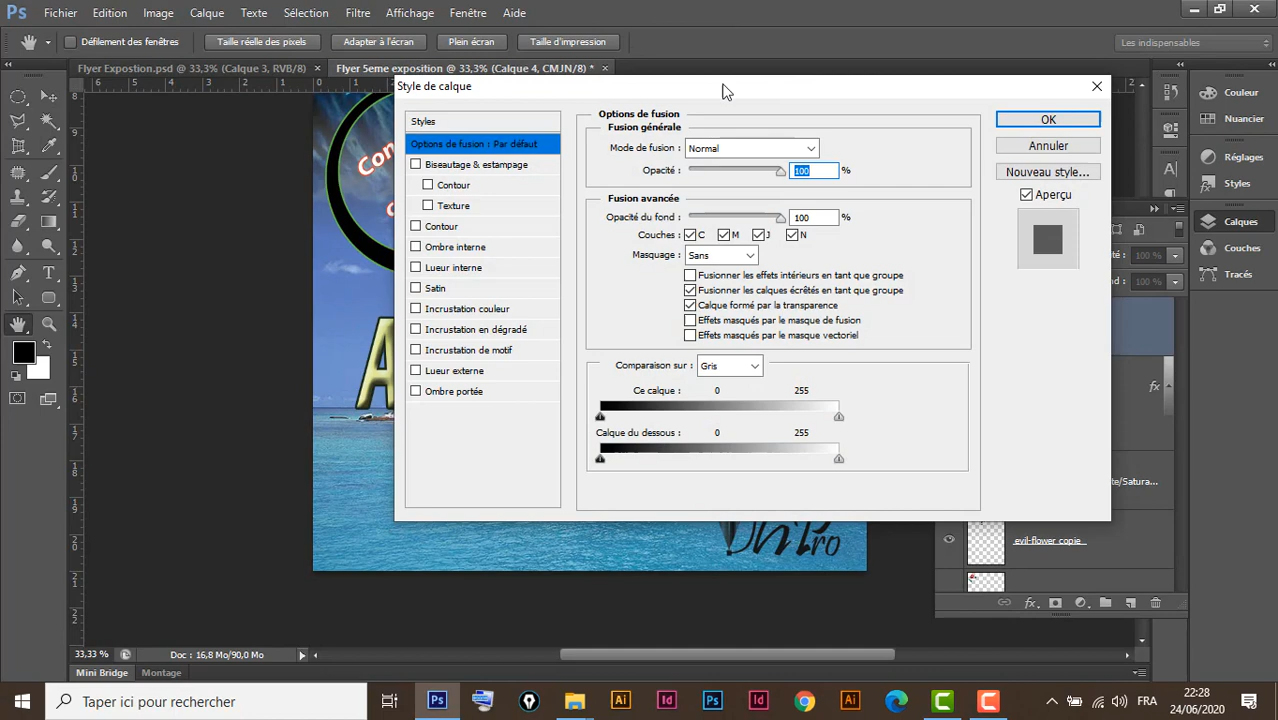 Ps Fichier Edition Image Calque Texte Sélection Filtre Affichage Fenêtre Aide
Défilement des fenêtres Taille réelle des pixels Adapter à l'écran Plein écran Taille d'impression Les indispensables
Flyer Expostion.psd @ 33,3% (Calque 3, RVB/8) × Flyer 5eme exposition @ 33,3% (Calque 4, CMJN/8) * ×
Style de calque
Styles
Options de fusion : Par défaut
Biseautage & estampage
Contour
Texture
Contour
Ombre interne
Lueur interne
Satin
Incrustation couleur
Incrustation en dégradé
Incrustation de motif
Lueur externe
Ombre portée
Options de fusion
Fusion générale
Mode de fusion : Normal
Opacité : 100 %
Fusion avancée
Opacité du fond : 100 %
Couches : C M J N
Masquage : Sans
Fusionner les effets intérieurs en tant que groupe
Fusionner les calques écrêtés en tant que groupe
Calque formé par la transparence
Effets masqués par le masque de fusion
Effets masqués par le masque vectoriel
Comparaison sur : Gris
Ce calque : 0 255
Calque du dessous : 0 255
OK
Annuler
Nouveau style...
Aperçu
Couleur
Nuancier
Réglages
Styles
Calques
Couches
Tracés
100 %
100 %
fx
te/Satura...
evil-flower copie
33,33 % Doc : 16,8 Mo/90,0 Mo
Mini Bridge Montage
Taper ici pour rechercher
FRA
22:28
24/06/2020